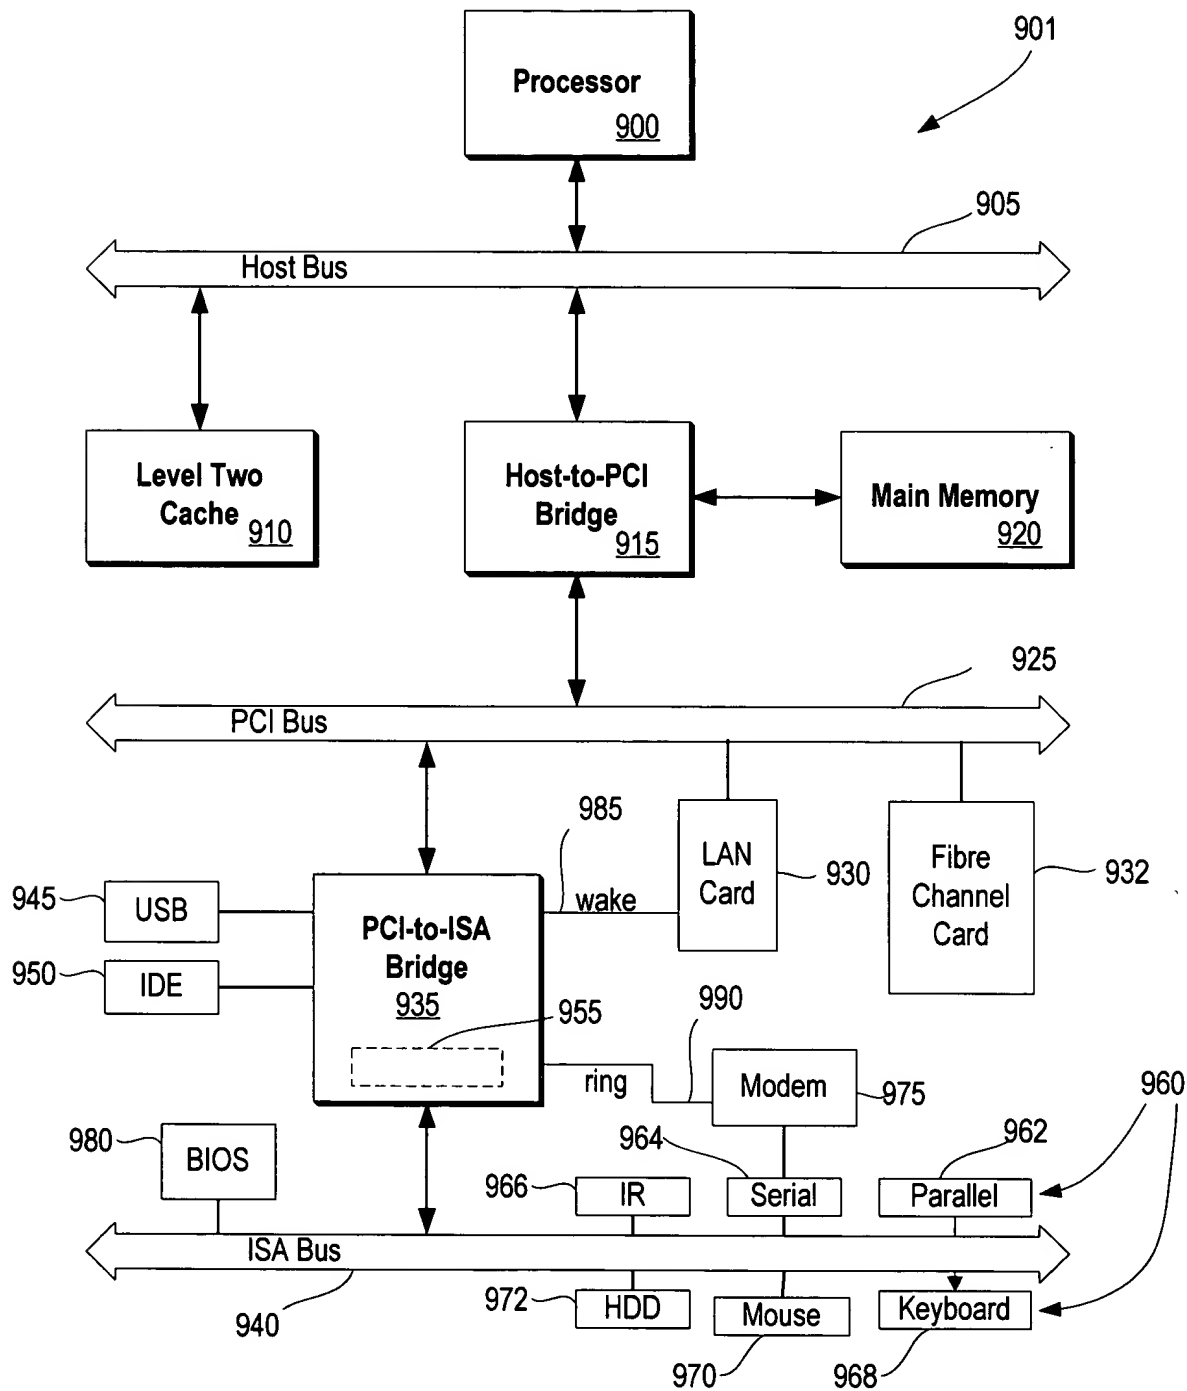 901
Processor
900
905
Host Bus
Level Two
Cache
910
Host-to-PCI
Bridge
915
Main Memory
920
925
PCI Bus
985
LAN
Card
930
Fibre
Channel
Card
932
945
USB
wake
PCI-to-ISA
Bridge
935
950
IDE
955
990
ring
Modem
975
960
980
BIOS
964
962
966
IR
Serial
Parallel
ISA Bus
940
972
HDD
Mouse
970
Keyboard
968